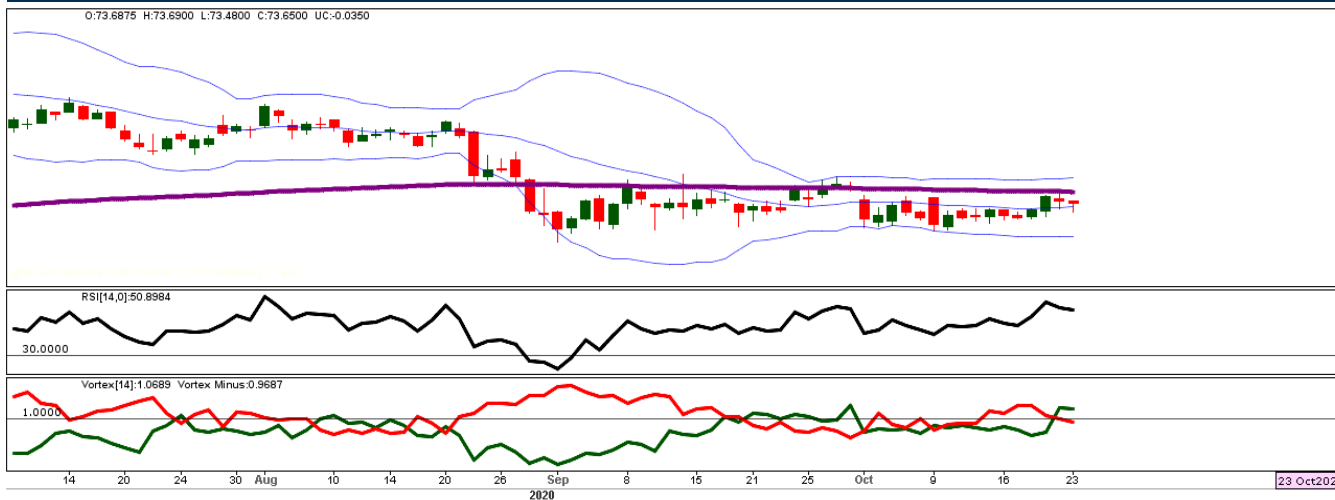 O:73.6875 H:73.6900 L:73.4800 C:73.6500 UC:-0.0350
RSI[14,0]:50.8984
30.0000
Vortex[14]:1.0689 Vortex Minus:0.9687
1.0000
14 20 24 30 Aug 10 14 20 26 Sep 8 15 21 25 Oct 9 16 23
23 Oct202
2020